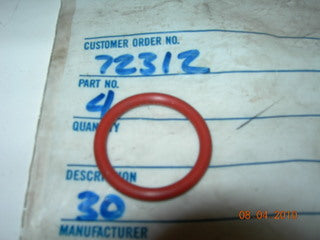 CUSTOMER ORDER NO.
72312
PART NO.
4
QUANTITY
DESCRIPTION
30
MANUFACTURER
08 04 2010